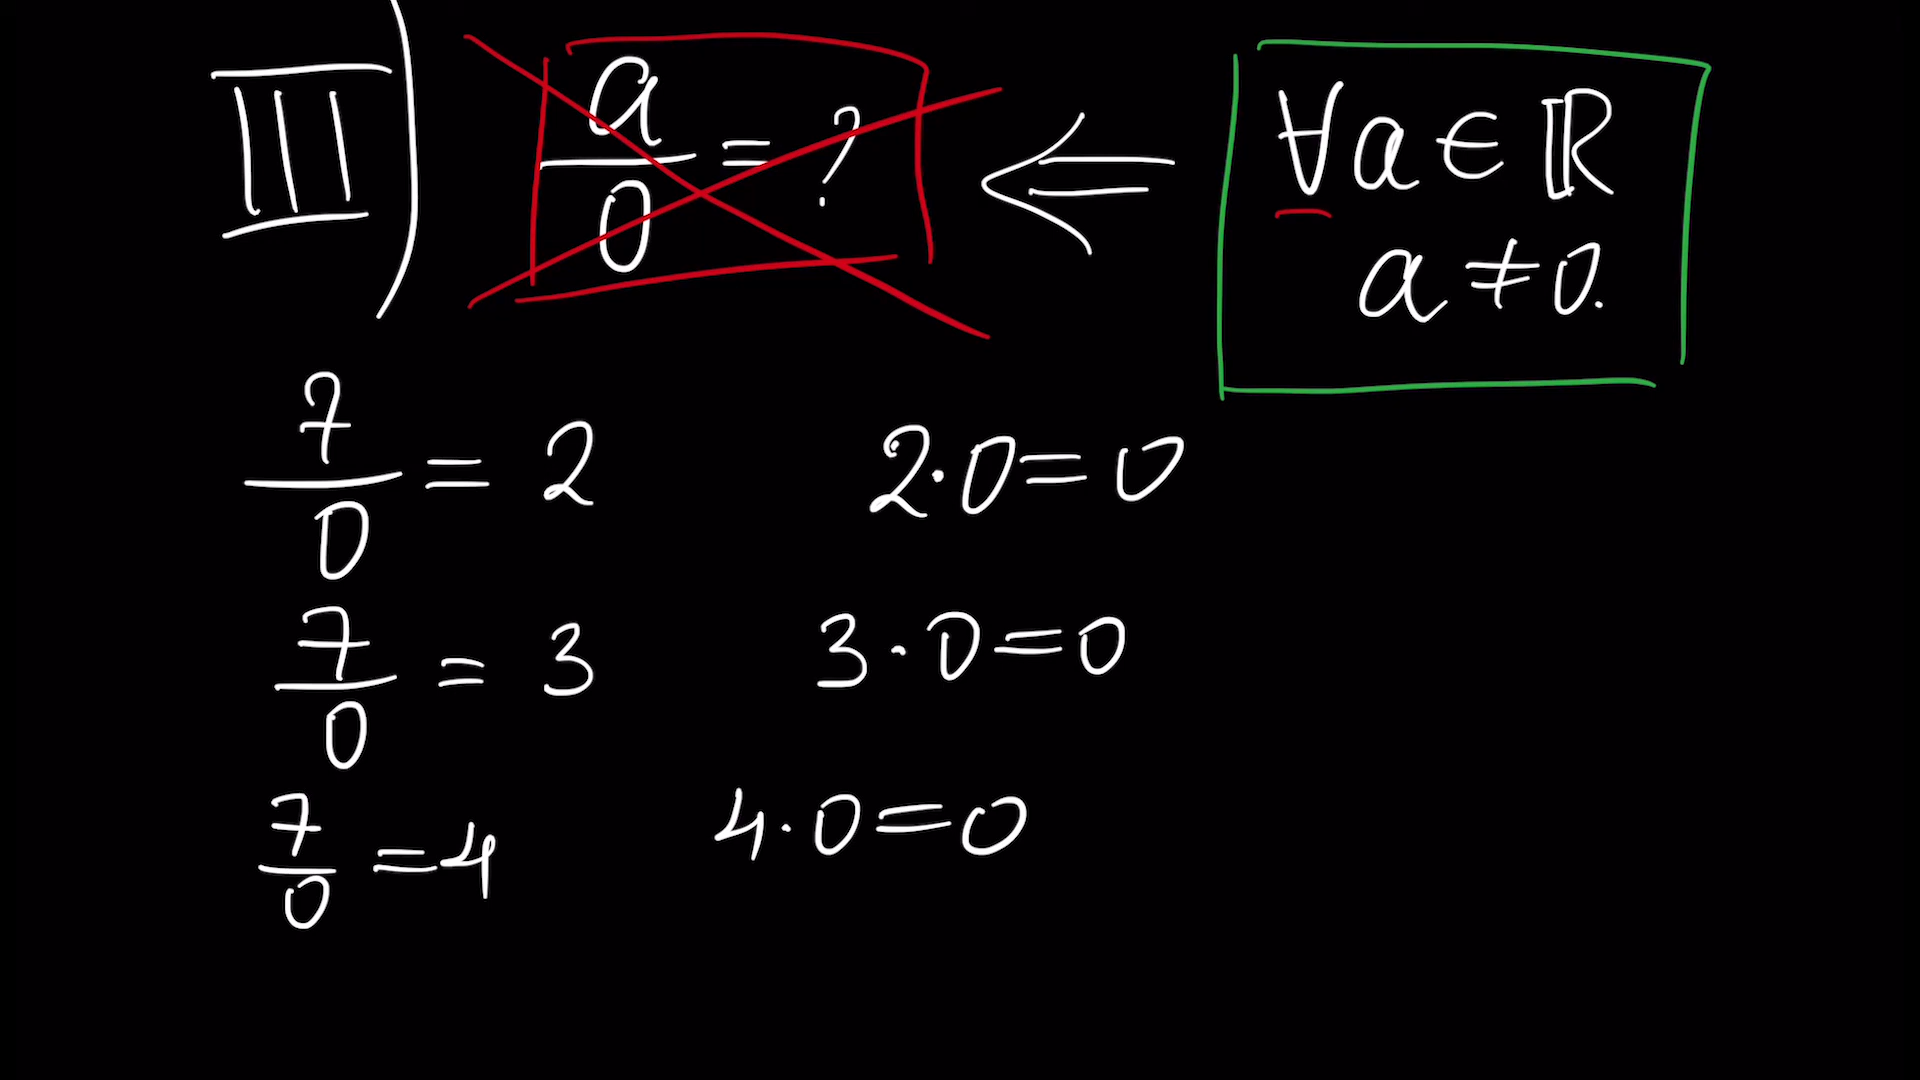 III) a/0 = ? ⇐ ∀a ∈ ℝ
a ≠ 0.
7/0 = 2 2·0=0
7/0 = 3 3·0=0
7/0 =4 4·0=0